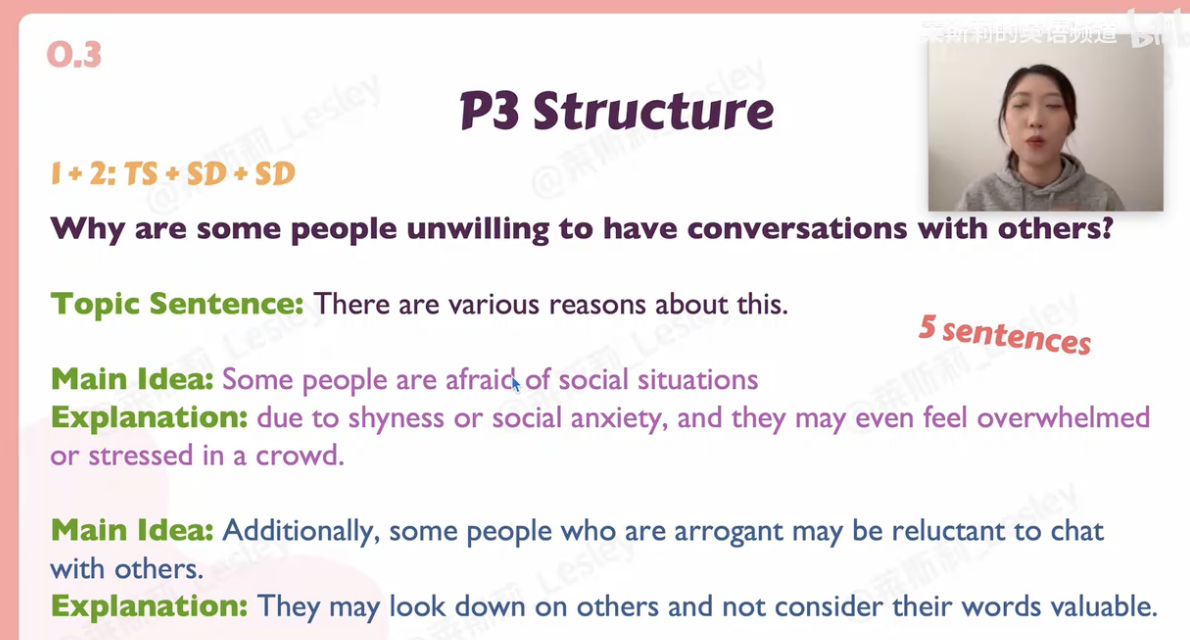 莱斯莉的英语频道
O.3
P3 Structure
1 + 2: TS + SD + SD
Why are some people unwilling to have conversations with others?
Topic Sentence: There are various reasons about this.
5 sentences
Main Idea: Some people are afraid of social situations
Explanation: due to shyness or social anxiety, and they may even feel overwhelmed
or stressed in a crowd.
Main Idea: Additionally, some people who are arrogant may be reluctant to chat
with others.
Explanation: They may look down on others and not consider their words valuable.
@莱斯莉_Lesley